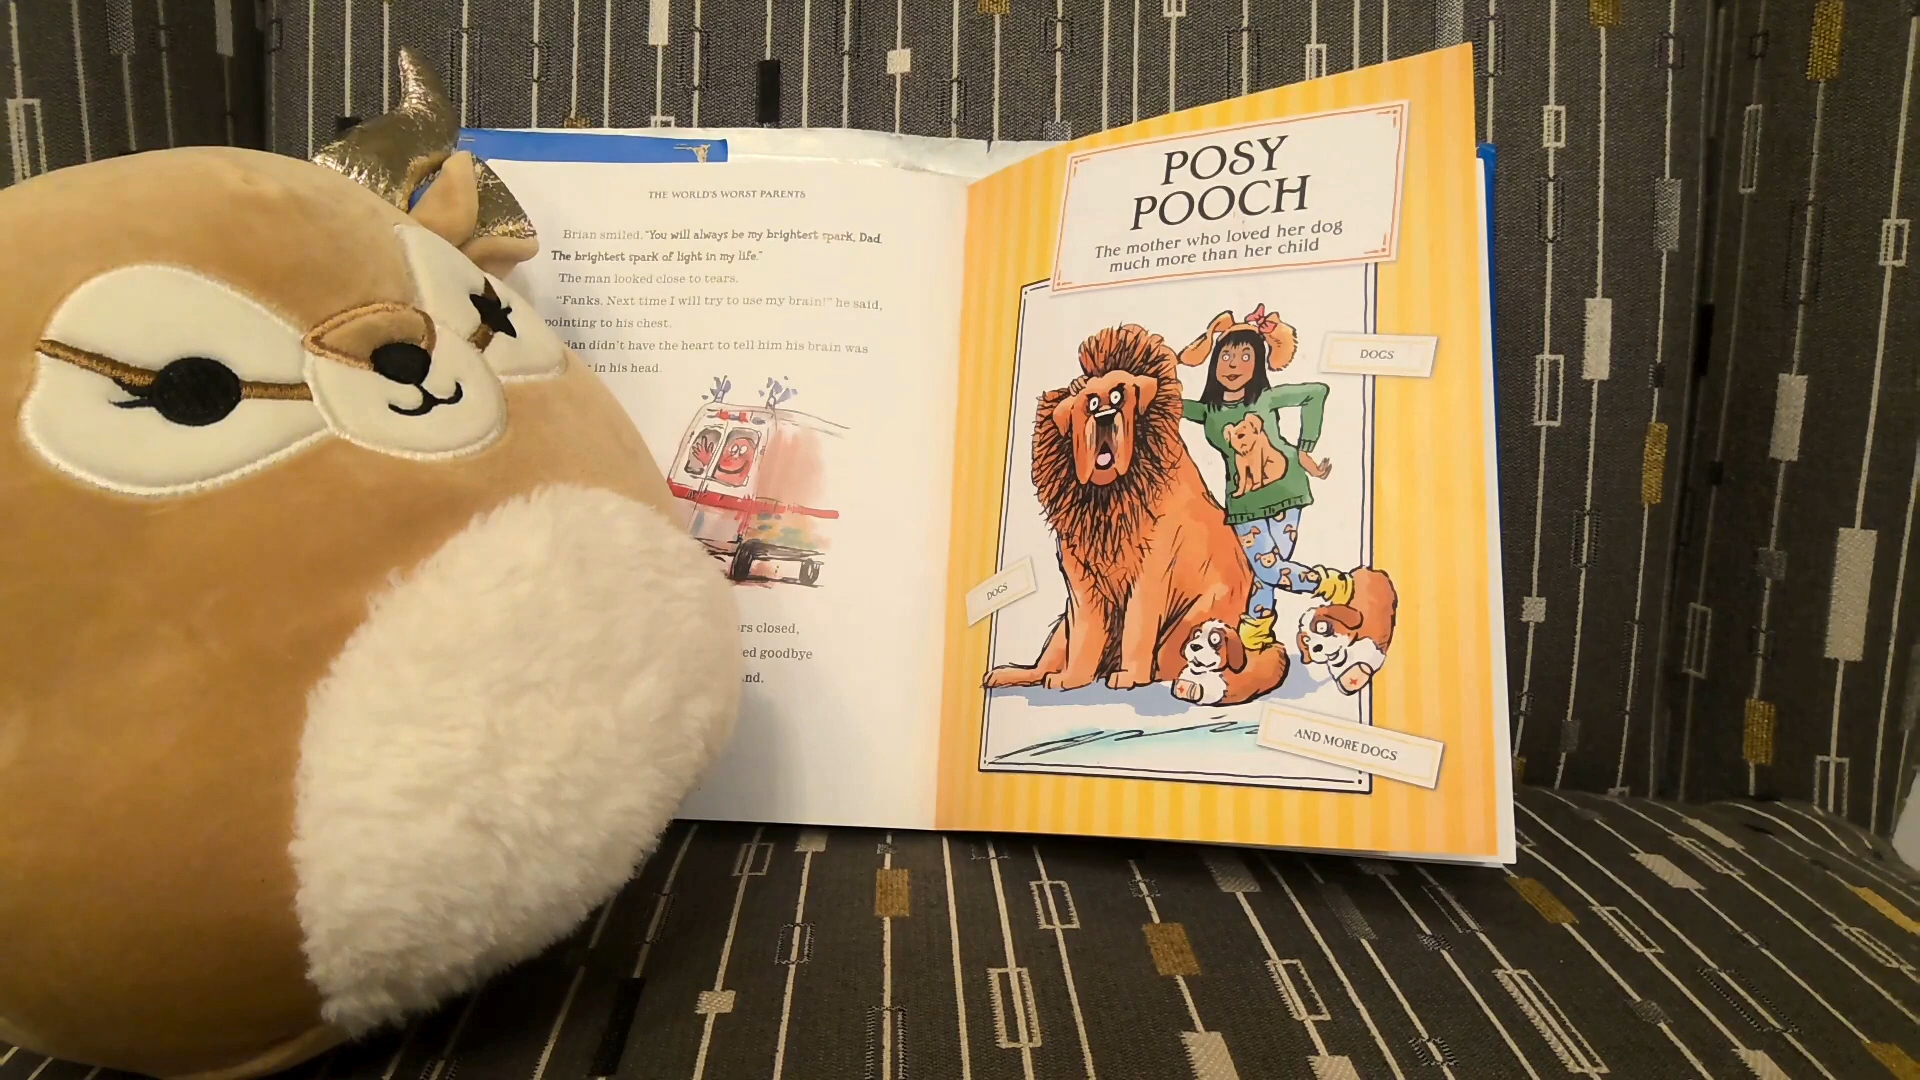 THE WORLD'S WORST PARENTS
Brian smiled. "You will always be my brightest spark, Dad.
The brightest spark of light in my life."
The man looked close to tears.
"Fanks. Next time I will try to use my brain!" he said,
pointing to his chest.
didn't have the heart to tell him his brain was
in his head.
closed,
goodbye
POSY
POOCH
The mother who loved her dog
much more than her child
DOGS
DOGS
AND MORE DOGS